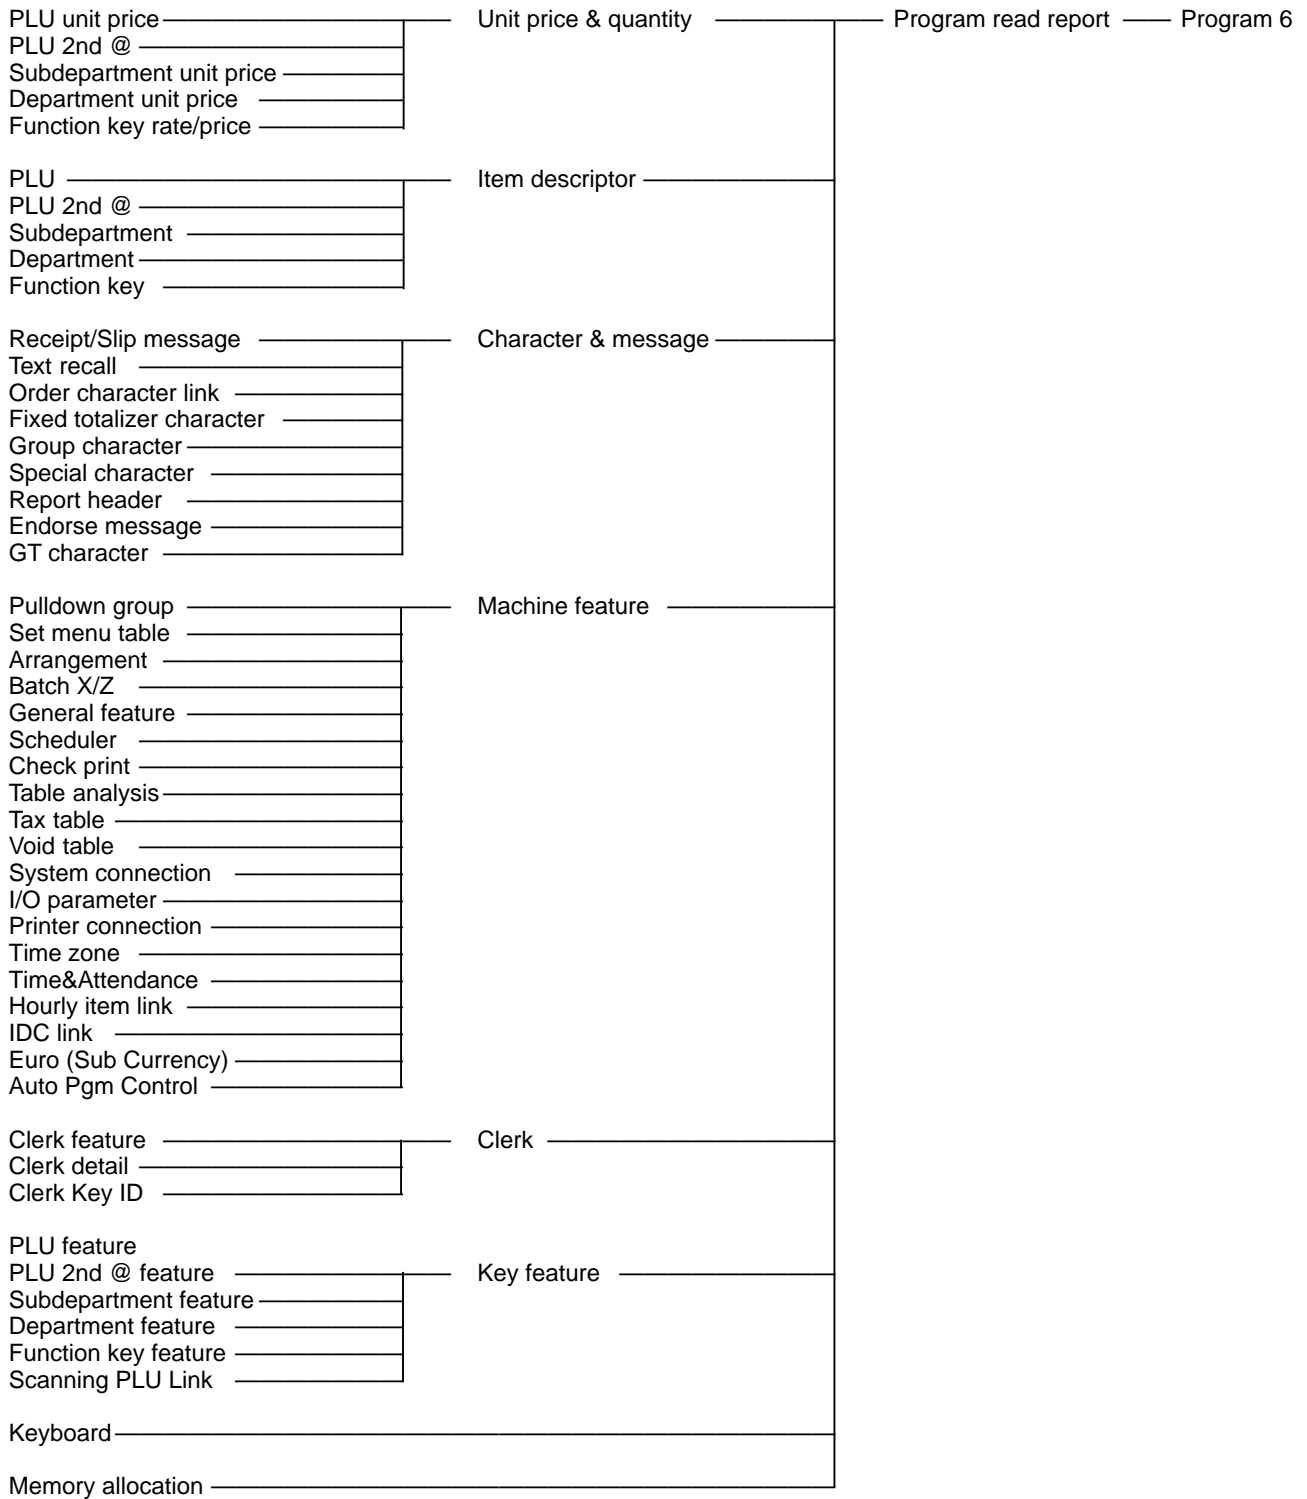 PLU unit price Unit price & quantity Program read report Program 6
PLU 2nd @
Subdepartment unit price
Department unit price
Function key rate/price
PLU Item descriptor
PLU 2nd @
Subdepartment
Department
Function key
Receipt/Slip message Character & message
Text recall
Order character link
Fixed totalizer character
Group character
Special character
Report header
Endorse message
GT character
Pulldown group Machine feature
Set menu table
Arrangement
Batch X/Z
General feature
Scheduler
Check print
Table analysis
Tax table
Void table
System connection
I/O parameter
Printer connection
Time zone
Time&Attendance
Hourly item link
IDC link
Euro (Sub Currency)
Auto Pgm Control
Clerk feature Clerk
Clerk detail
Clerk Key ID
PLU feature
PLU 2nd @ feature Key feature
Subdepartment feature
Department feature
Function key feature
Scanning PLU Link
Keyboard
Memory allocation